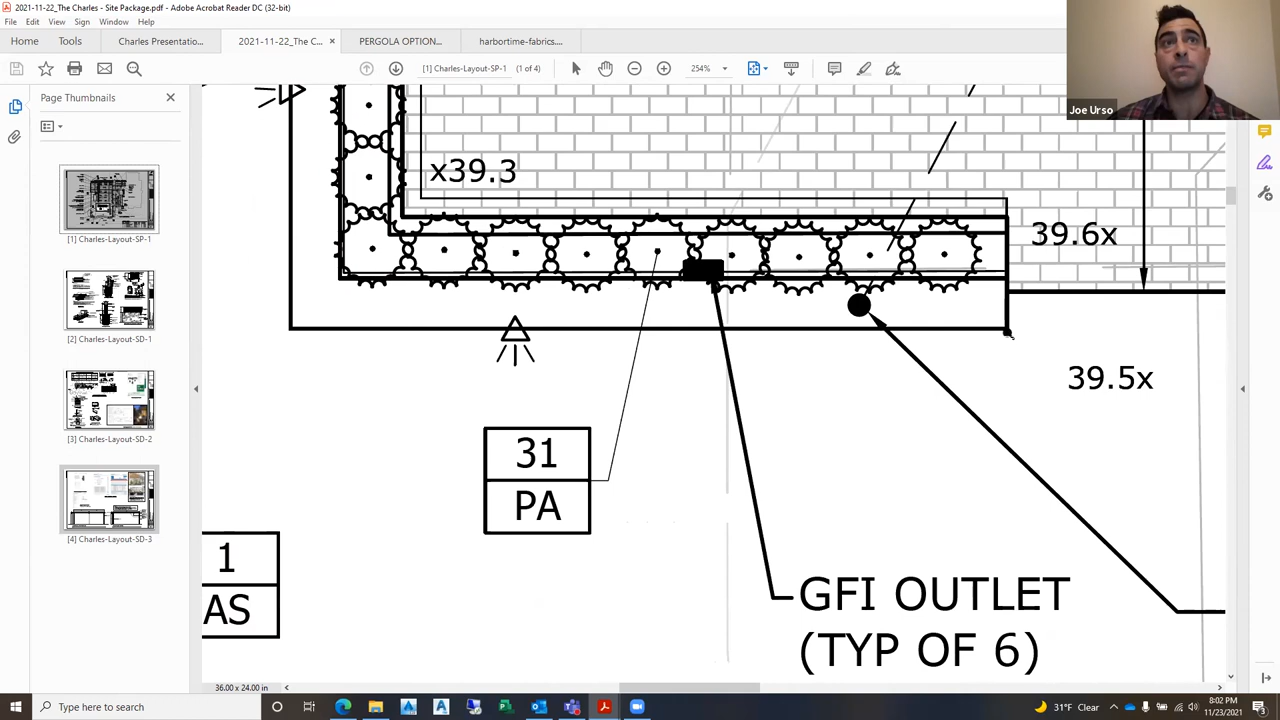 2021-11-22_The Charles - Site Package.pdf - Adobe Acrobat Reader DC (32-bit)
File Edit View Sign Window Help
Home Tools Charles Presentatio... 2021-11-22_The C... × PERGOLA OPTION... harbortime-fabrics....
[1] Charles-Layout-SP-1 (1 of 4) 254%
Joe Urso
Page Thumbnails
[1] Charles-Layout-SP-1
[2] Charles-Layout-SD-1
[3] Charles-Layout-SD-2
[4] Charles-Layout-SD-3
x39.3
39.6x
39.5x
31
PA
1
AS
GFI OUTLET
(TYP OF 6)
36.00 x 24.00 in
Type here to search
31°F Clear
8:02 PM
11/23/2021